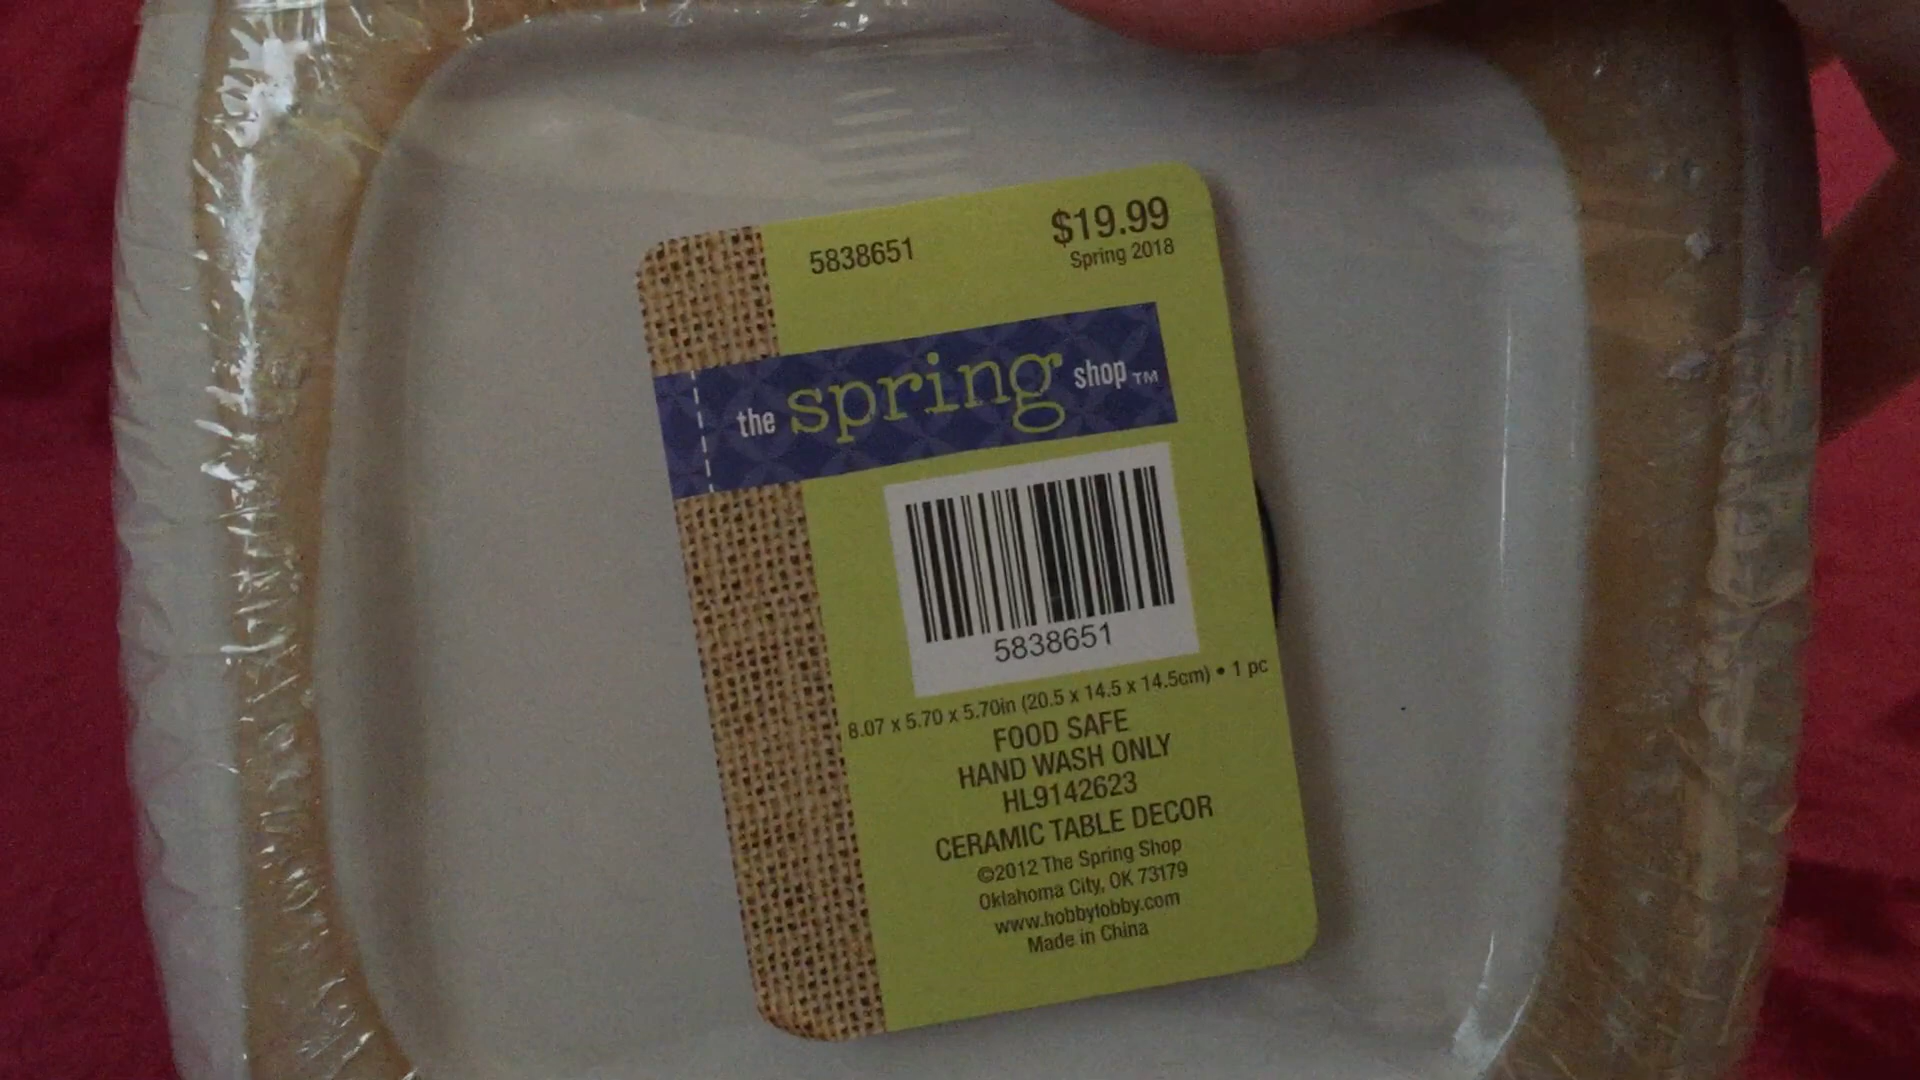 5838651 $19.99
Spring 2018
the spring shop TM
5838651
8.07 x 5.70 x 5.70in (20.5 x 14.5 x 14.5cm) • 1 pc
FOOD SAFE
HAND WASH ONLY
HL9142623
CERAMIC TABLE DECOR
©2012 The Spring Shop
Oklahoma City, OK 73179
www.hobbylobby.com
Made in China